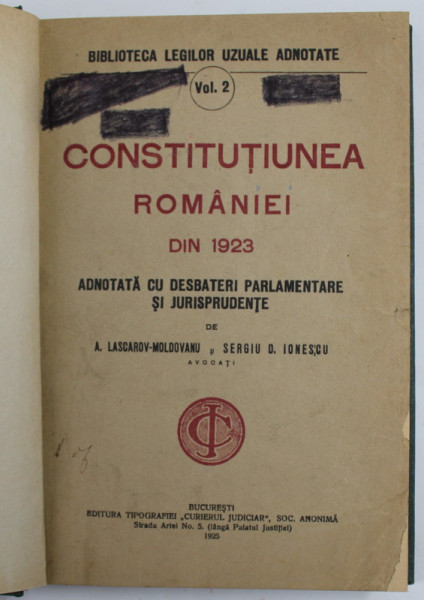 BIBLIOTECA LEGILOR UZUALE ADNOTATE
Vol. 2
CONSTITUȚIUNEA
ROMÂNIEI
DIN 1923
ADNOTATĂ CU DESBATERI PARLAMENTARE
ȘI JURISPRUDENȚE
DE
A. LASCAROV-MOLDOVANU și SERGIU D. IONESCU
AVOCAȚI
CJ
BUCUREȘTI
EDITURA TIPOGRAFIEI „CURIERUL JUDICIAR", SOC. ANONIMĂ
Strada Artei No. 5. (lângă Palatul Justiției)
1925